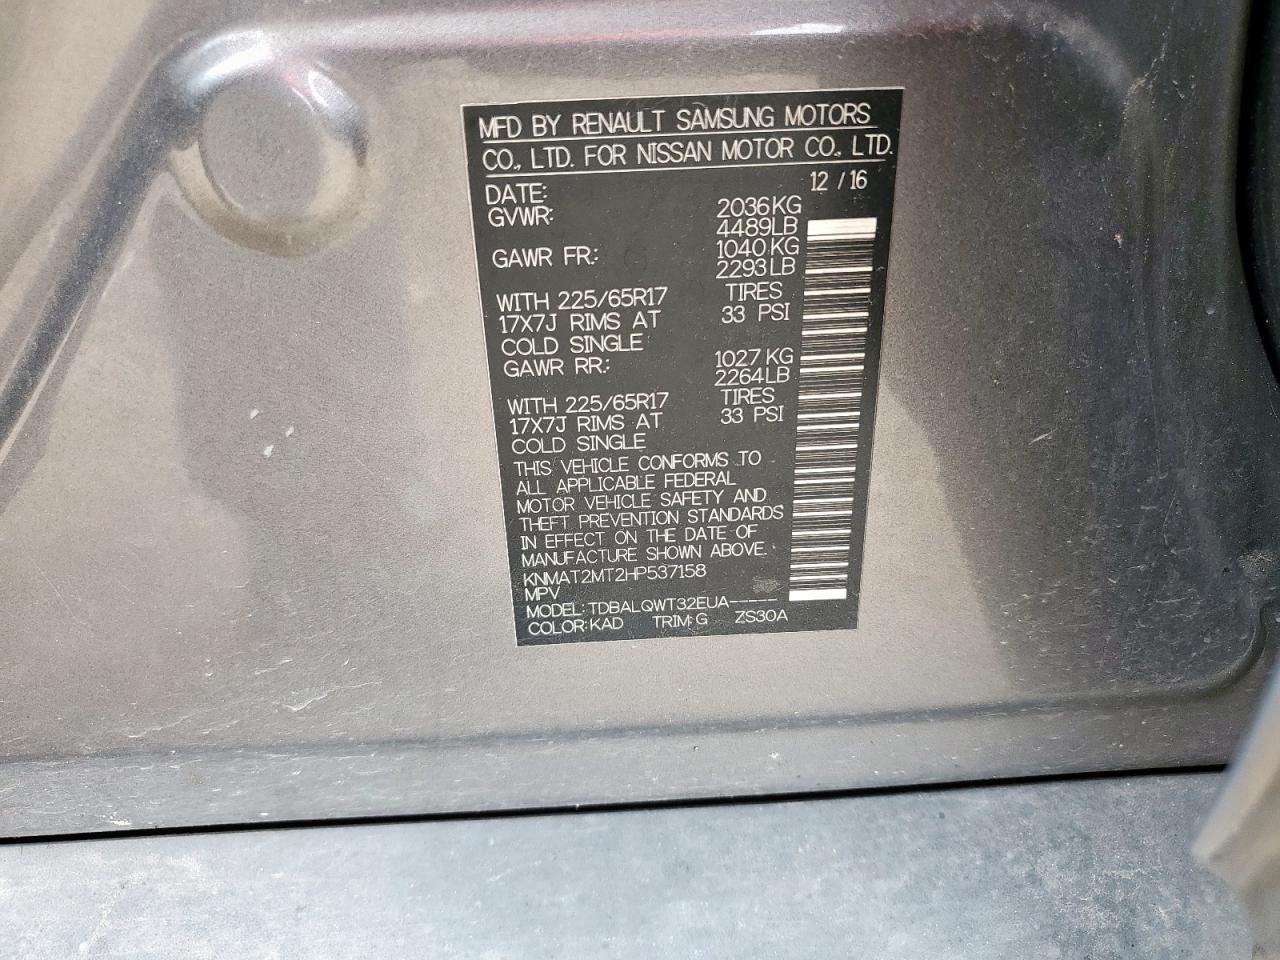 MFD BY RENAULT SAMSUNG MOTORS
CO., LTD. FOR NISSAN MOTOR CO., LTD.
DATE: 12 / 16
GVWR: 2036KG
4489LB
GAWR FR.: 1040KG
2293LB
WITH 225/65R17 TIRES
17X7J RIMS AT 33 PSI
COLD SINGLE
GAWR RR.: 1027KG
2264LB
WITH 225/65R17 TIRES
17X7J RIMS AT 33 PSI
COLD SINGLE
THIS VEHICLE CONFORMS TO
ALL APPLICABLE FEDERAL
MOTOR VEHICLE SAFETY AND
THEFT PREVENTION STANDARDS
IN EFFECT ON THE DATE OF
MANUFACTURE SHOWN ABOVE.
KNMAT2MT2HP537158
MPV
MODEL: TDBALQWT32EUA-----
COLOR: KAD TRIM: G ZS30A